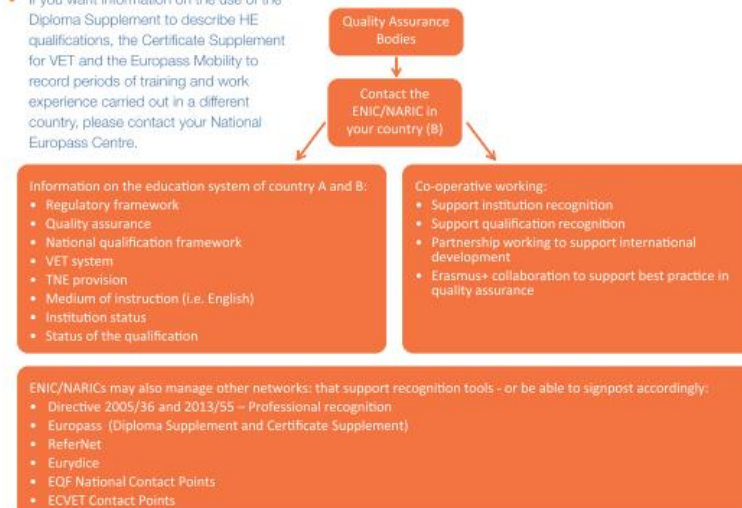 If you want information on the use of the
Diploma Supplement to describe HE
qualifications, the Certificate Supplement
for VET and the Europass Mobility to
record periods of training and work
experience carried out in a different
country, please contact your National
Europass Centre.
Quality Assurance
Bodies
Contact the
ENIC/NARIC in
your country (B)
Information on the education system of country A and B:
• Regulatory framework
• Quality assurance
• National qualification framework
• VET system
• TNE provision
• Medium of instruction (i.e. English)
• Institution status
• Status of the qualification
Co-operative working:
• Support institution recognition
• Support qualification recognition
• Partnership working to support international
development
• Erasmus+ collaboration to support best practice in
quality assurance
ENIC/NARICs may also manage other networks: that support recognition tools - or be able to signpost accordingly:
• Directive 2005/36 and 2013/55 – Professional recognition
• Europass (Diploma Supplement and Certificate Supplement)
• ReferNet
• Eurydice
• EQF National Contact Points
• ECVET Contact Points